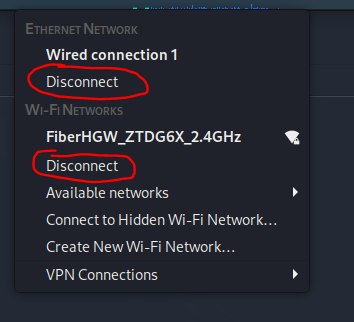 Ethernet Network
Wired connection 1
Disconnect
Wi-Fi Networks
FiberHGW_ZTDG6X_2.4GHz
Disconnect
Available networks
Connect to Hidden Wi-Fi Network...
Create New Wi-Fi Network...
VPN Connections